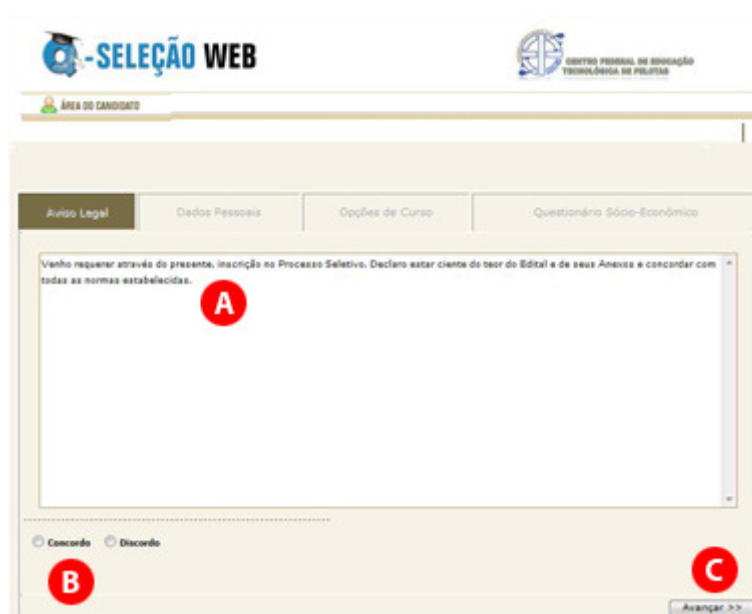 Q-SELEÇÃO WEB
CENTRO FEDERAL DE EDUCAÇÃO
TECNOLÓGICA DE PELOTAS
ÁREA DO CANDIDATO
Aviso Legal
Dados Pessoais
Opções de Curso
Questionário Sócio-Econômico
Venho requerer através do presente, inscrição no Processo Seletivo. Declaro estar ciente do teor do Edital e de seus Anexos e concordar com
todas as normas estabelecidas.
A
Concordo
Discordo
B
C
Avançar >>